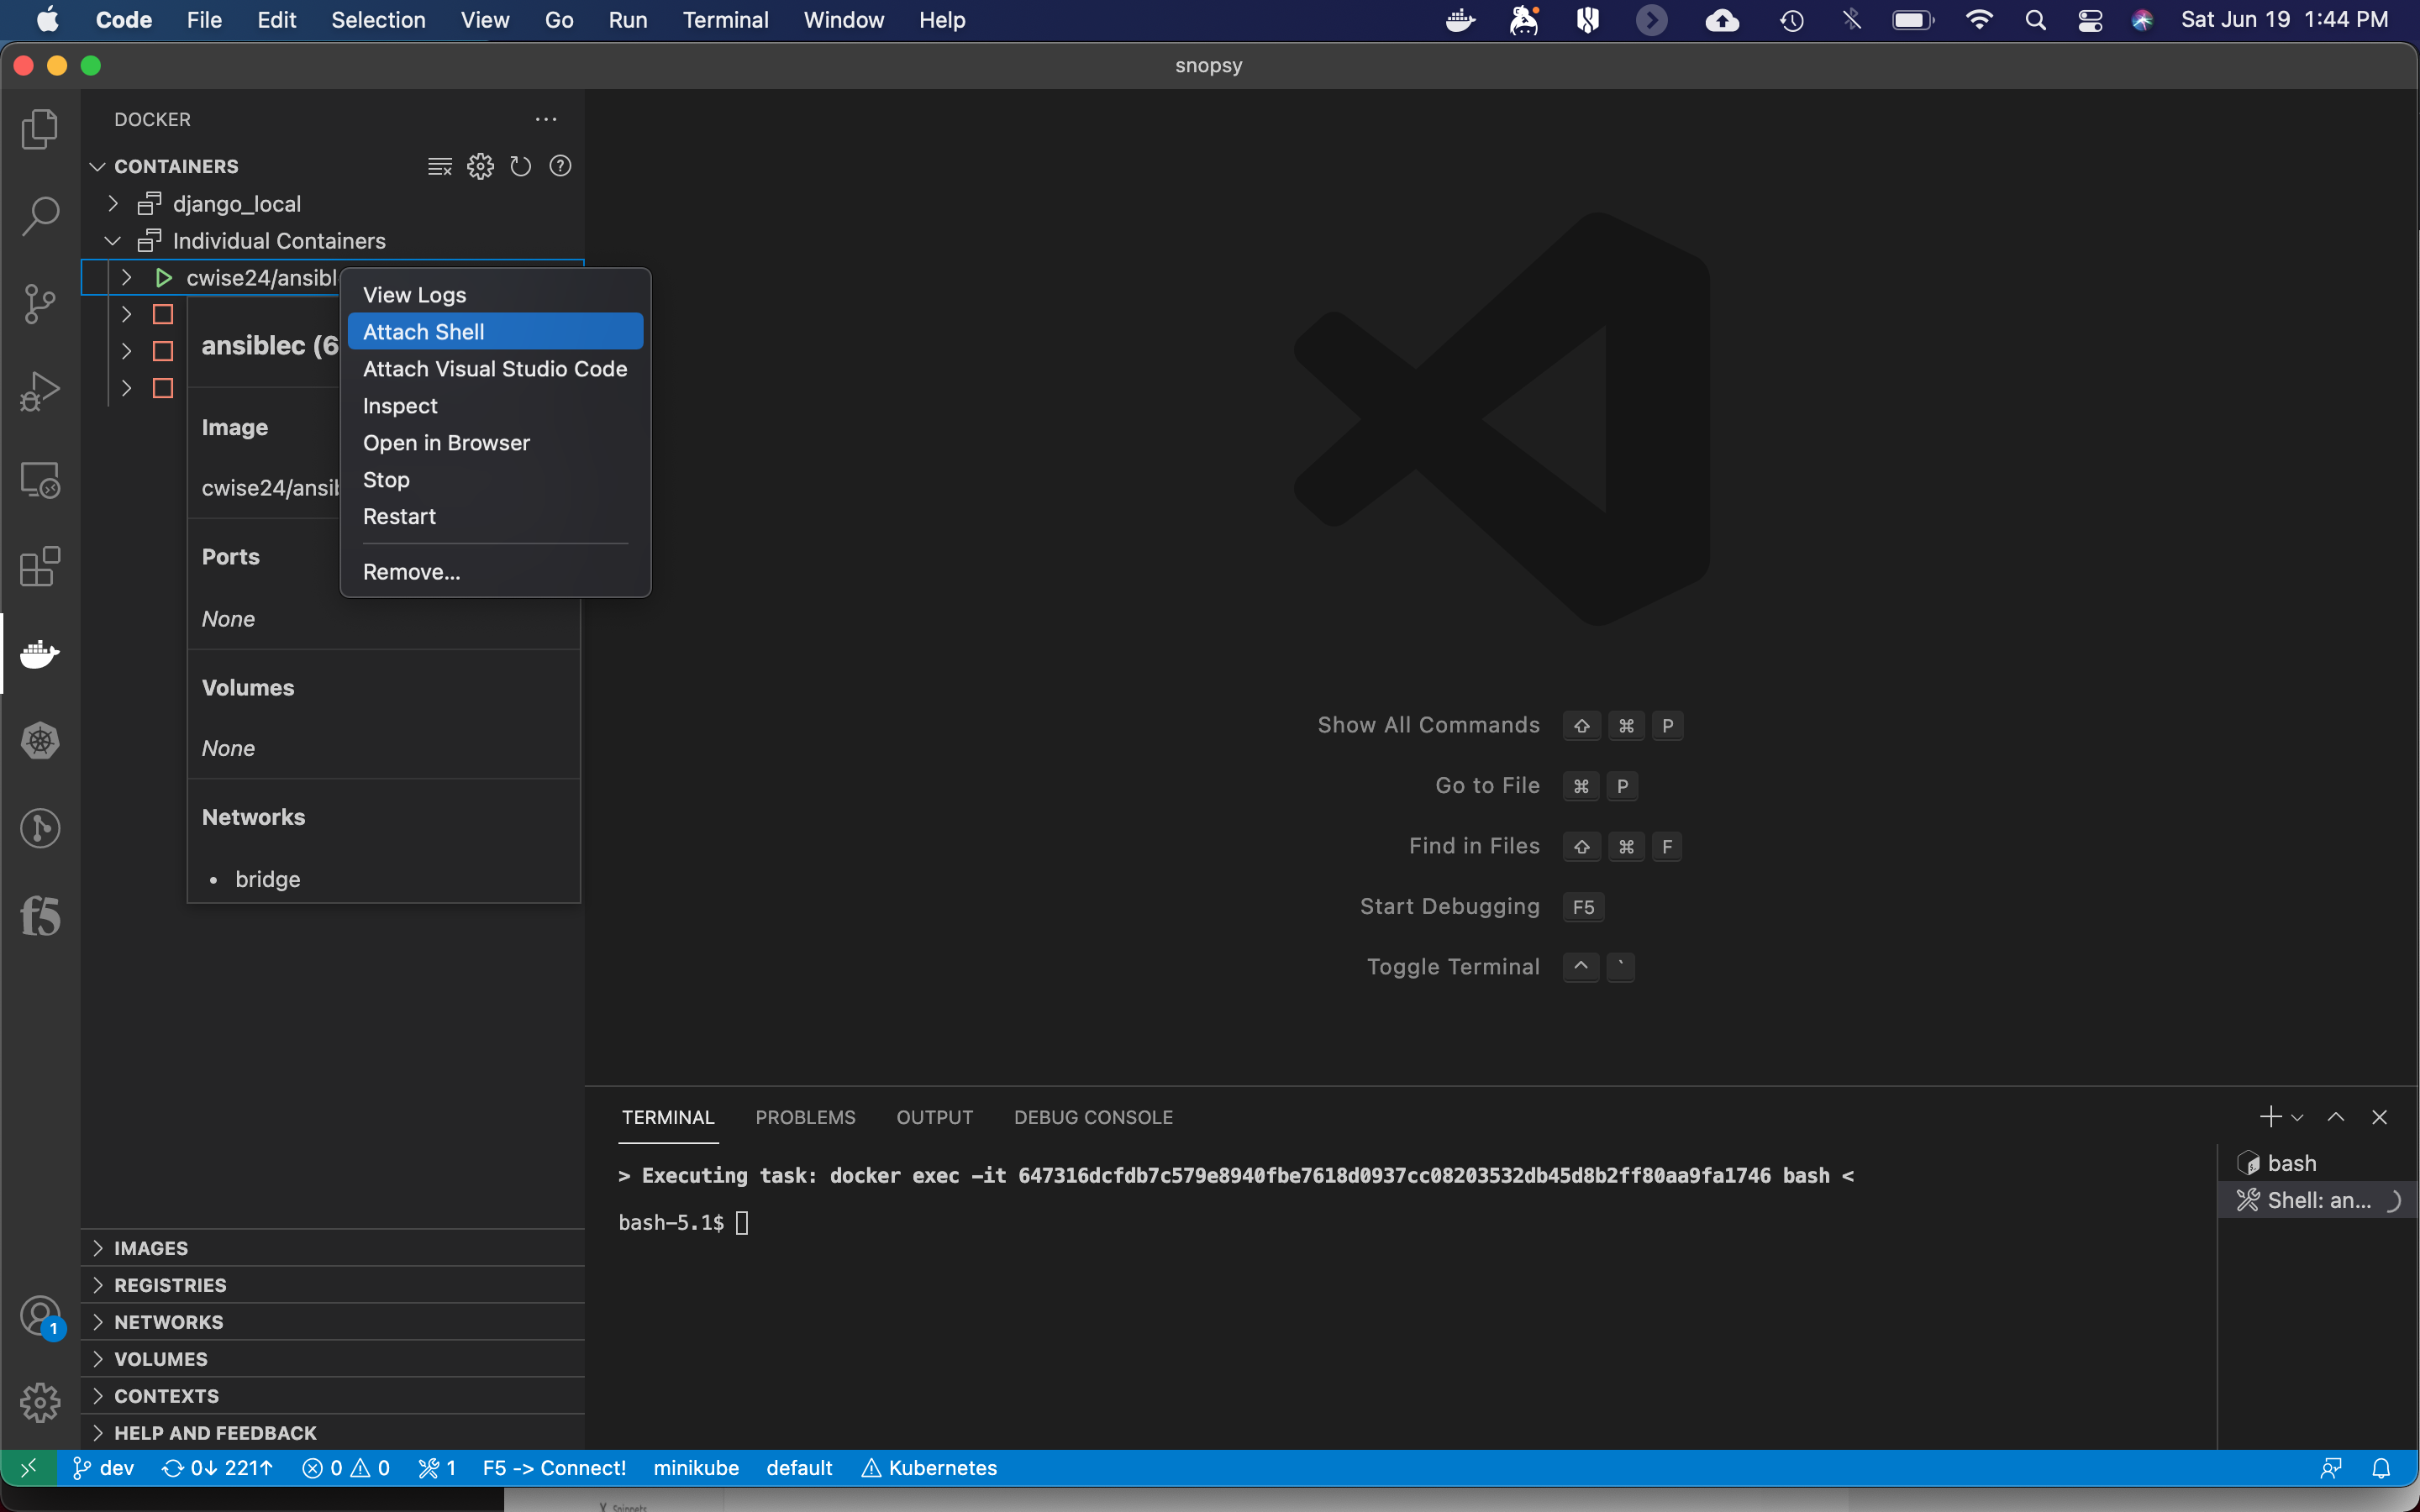 Code File Edit Selection View Go Run Terminal Window Help Sat Jun 19 1:44 PM
snopsy
DOCKER
CONTAINERS
django_local
Individual Containers
cwise24/ansibl
ansiblec (6
Image
cwise24/ansib
Ports
None
Volumes
None
Networks
• bridge
View Logs
Attach Shell
Attach Visual Studio Code
Inspect
Open in Browser
Stop
Restart
Remove...
f5
1
IMAGES
REGISTRIES
NETWORKS
VOLUMES
CONTEXTS
HELP AND FEEDBACK
Show All Commands ⇧ ⌘ P
Go to File ⌘ P
Find in Files ⇧ ⌘ F
Start Debugging F5
Toggle Terminal ^ `
TERMINAL PROBLEMS OUTPUT DEBUG CONSOLE
> Executing task: docker exec -it 647316dcfdb7c579e8940fbe7618d0937cc08203532db45d8b2ff80aa9fa1746 bash <
bash-5.1$
bash
Shell: an...
dev 0↓ 221↑ 0 0 1 F5 -> Connect! minikube default Kubernetes
Snippets